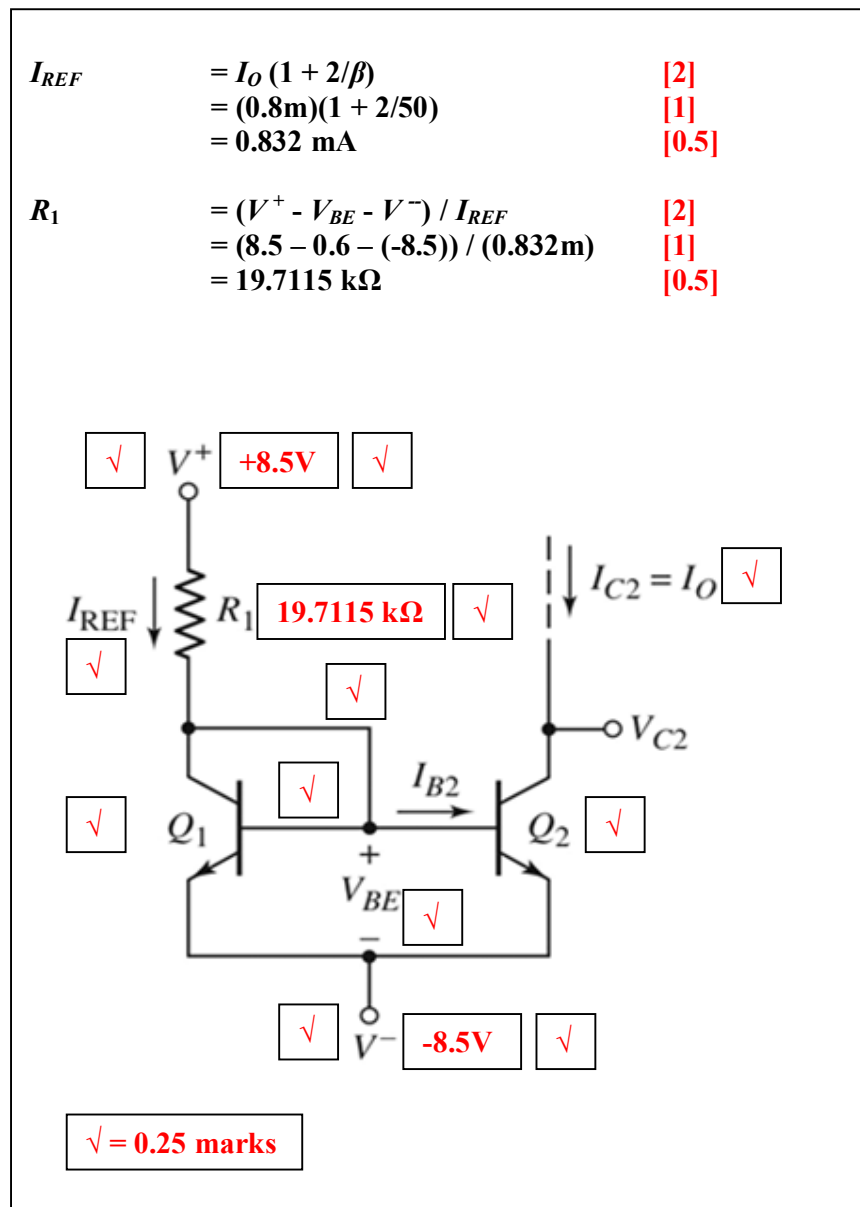 I_REF = I_O (1 + 2/β) [2]
= (0.8m)(1 + 2/50) [1]
= 0.832 mA [0.5]
R_1 = (V^+ - V_BE - V^-) / I_REF [2]
= (8.5 – 0.6 – (-8.5)) / (0.832m) [1]
= 19.7115 kΩ [0.5]
√ V^+ +8.5V √
I_C2 = I_O √
I_REF R_1 19.7115 kΩ √
√ √
V_C2
√ I_B2
√ Q_1 Q_2 √
+
V_BE √
−
√ V^− -8.5V √
√ = 0.25 marks